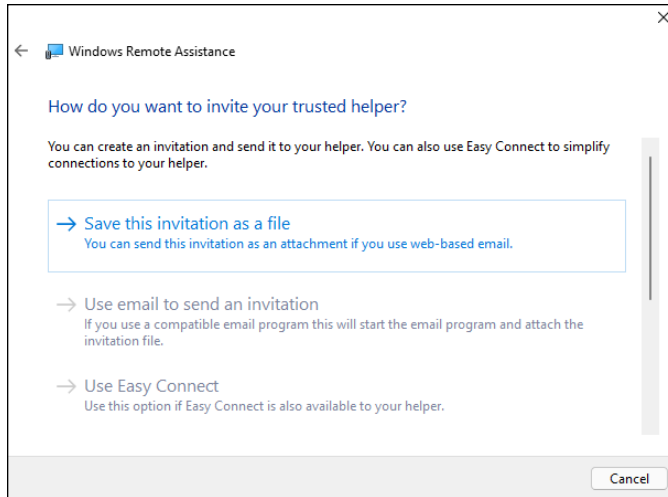 Windows Remote Assistance
How do you want to invite your trusted helper?
You can create an invitation and send it to your helper. You can also use Easy Connect to simplify
connections to your helper.
Save this invitation as a file
You can send this invitation as an attachment if you use web-based email.
Use email to send an invitation
If you use a compatible email program this will start the email program and attach the
invitation file.
Use Easy Connect
Use this option if Easy Connect is also available to your helper.
Cancel